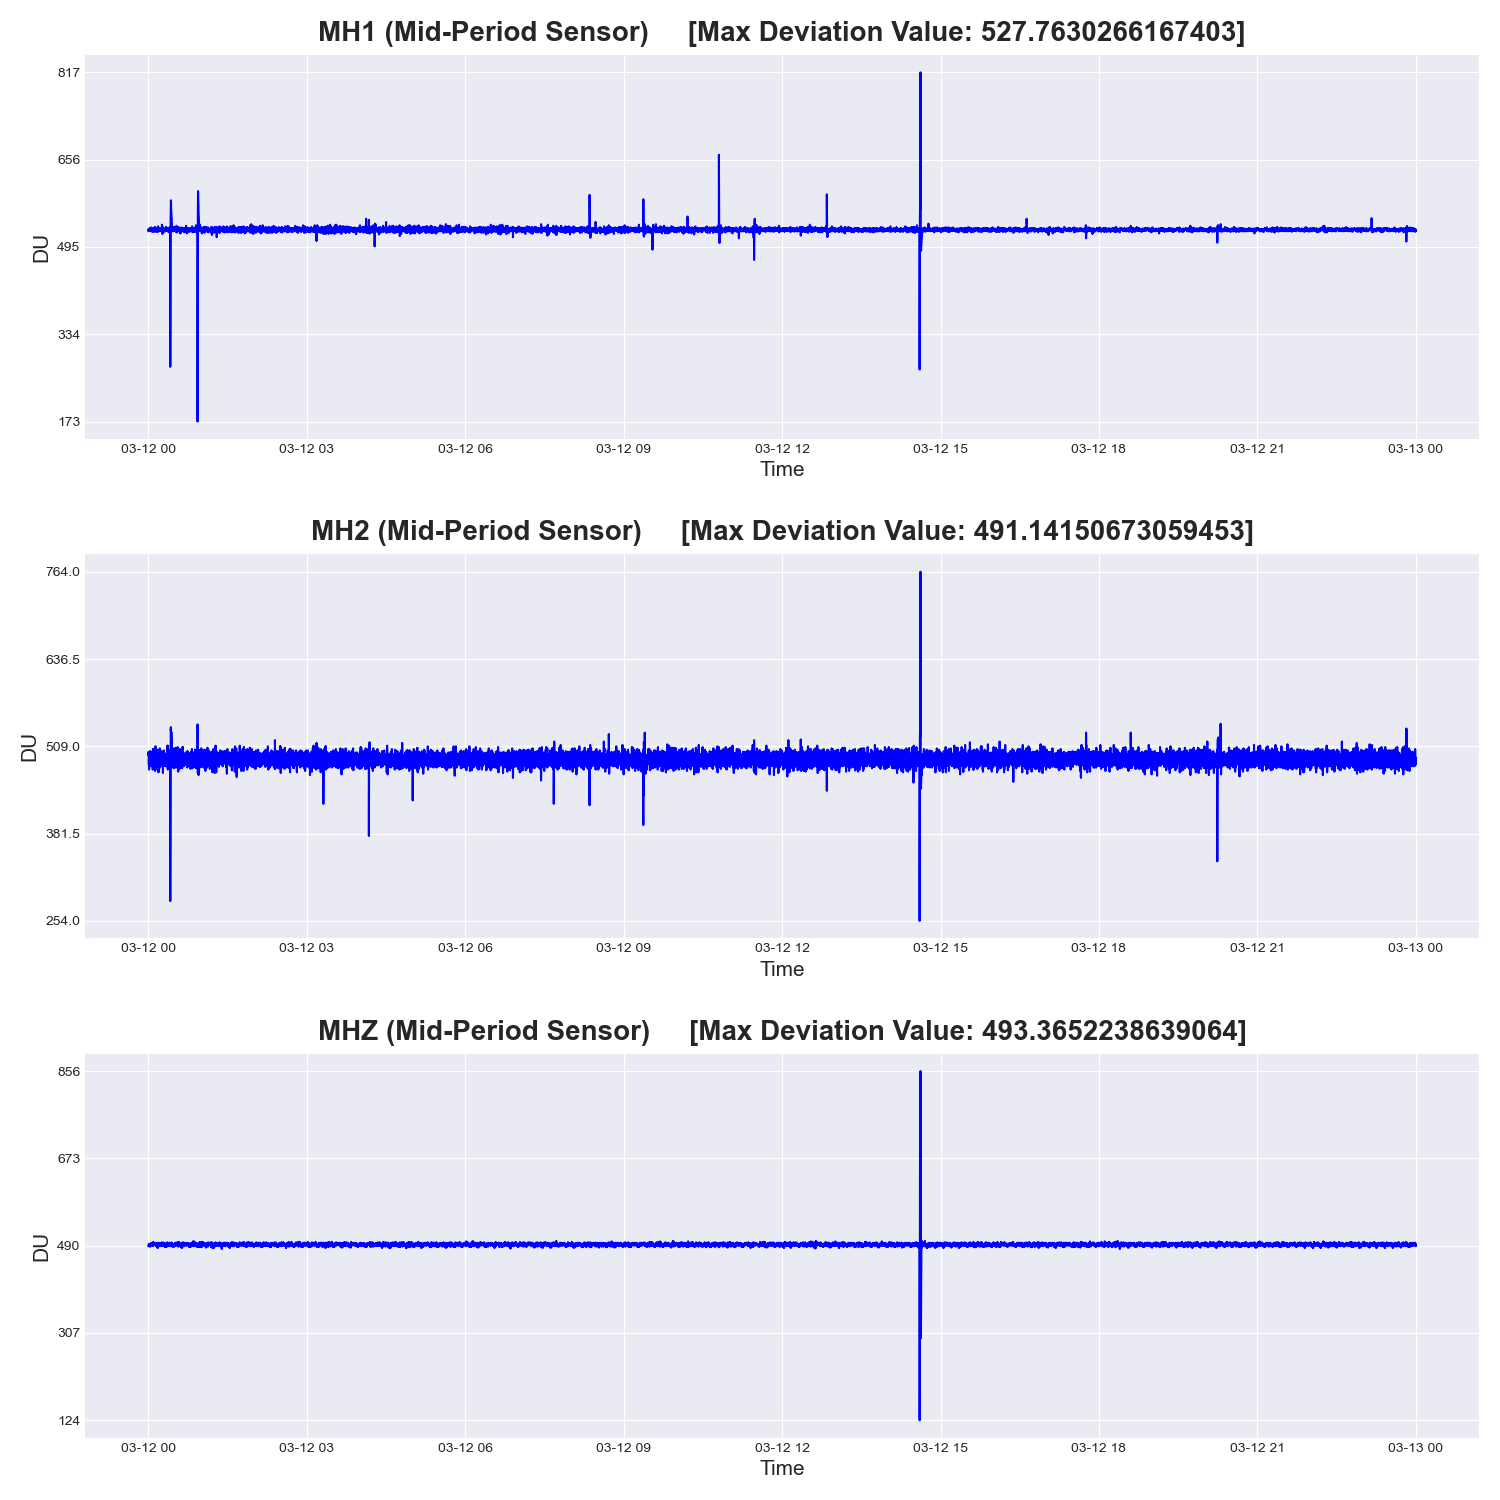 MH1 (Mid-Period Sensor) [Max Deviation Value: 527.7630266167403]
817
656
495
334
173
DU
03-12 00 03-12 03 03-12 06 03-12 09 03-12 12 03-12 15 03-12 18 03-12 21 03-13 00
Time
MH2 (Mid-Period Sensor) [Max Deviation Value: 491.14150673059453]
764.0
636.5
509.0
381.5
254.0
DU
03-12 00 03-12 03 03-12 06 03-12 09 03-12 12 03-12 15 03-12 18 03-12 21 03-13 00
Time
MHZ (Mid-Period Sensor) [Max Deviation Value: 493.3652238639064]
856
673
490
307
124
DU
03-12 00 03-12 03 03-12 06 03-12 09 03-12 12 03-12 15 03-12 18 03-12 21 03-13 00
Time